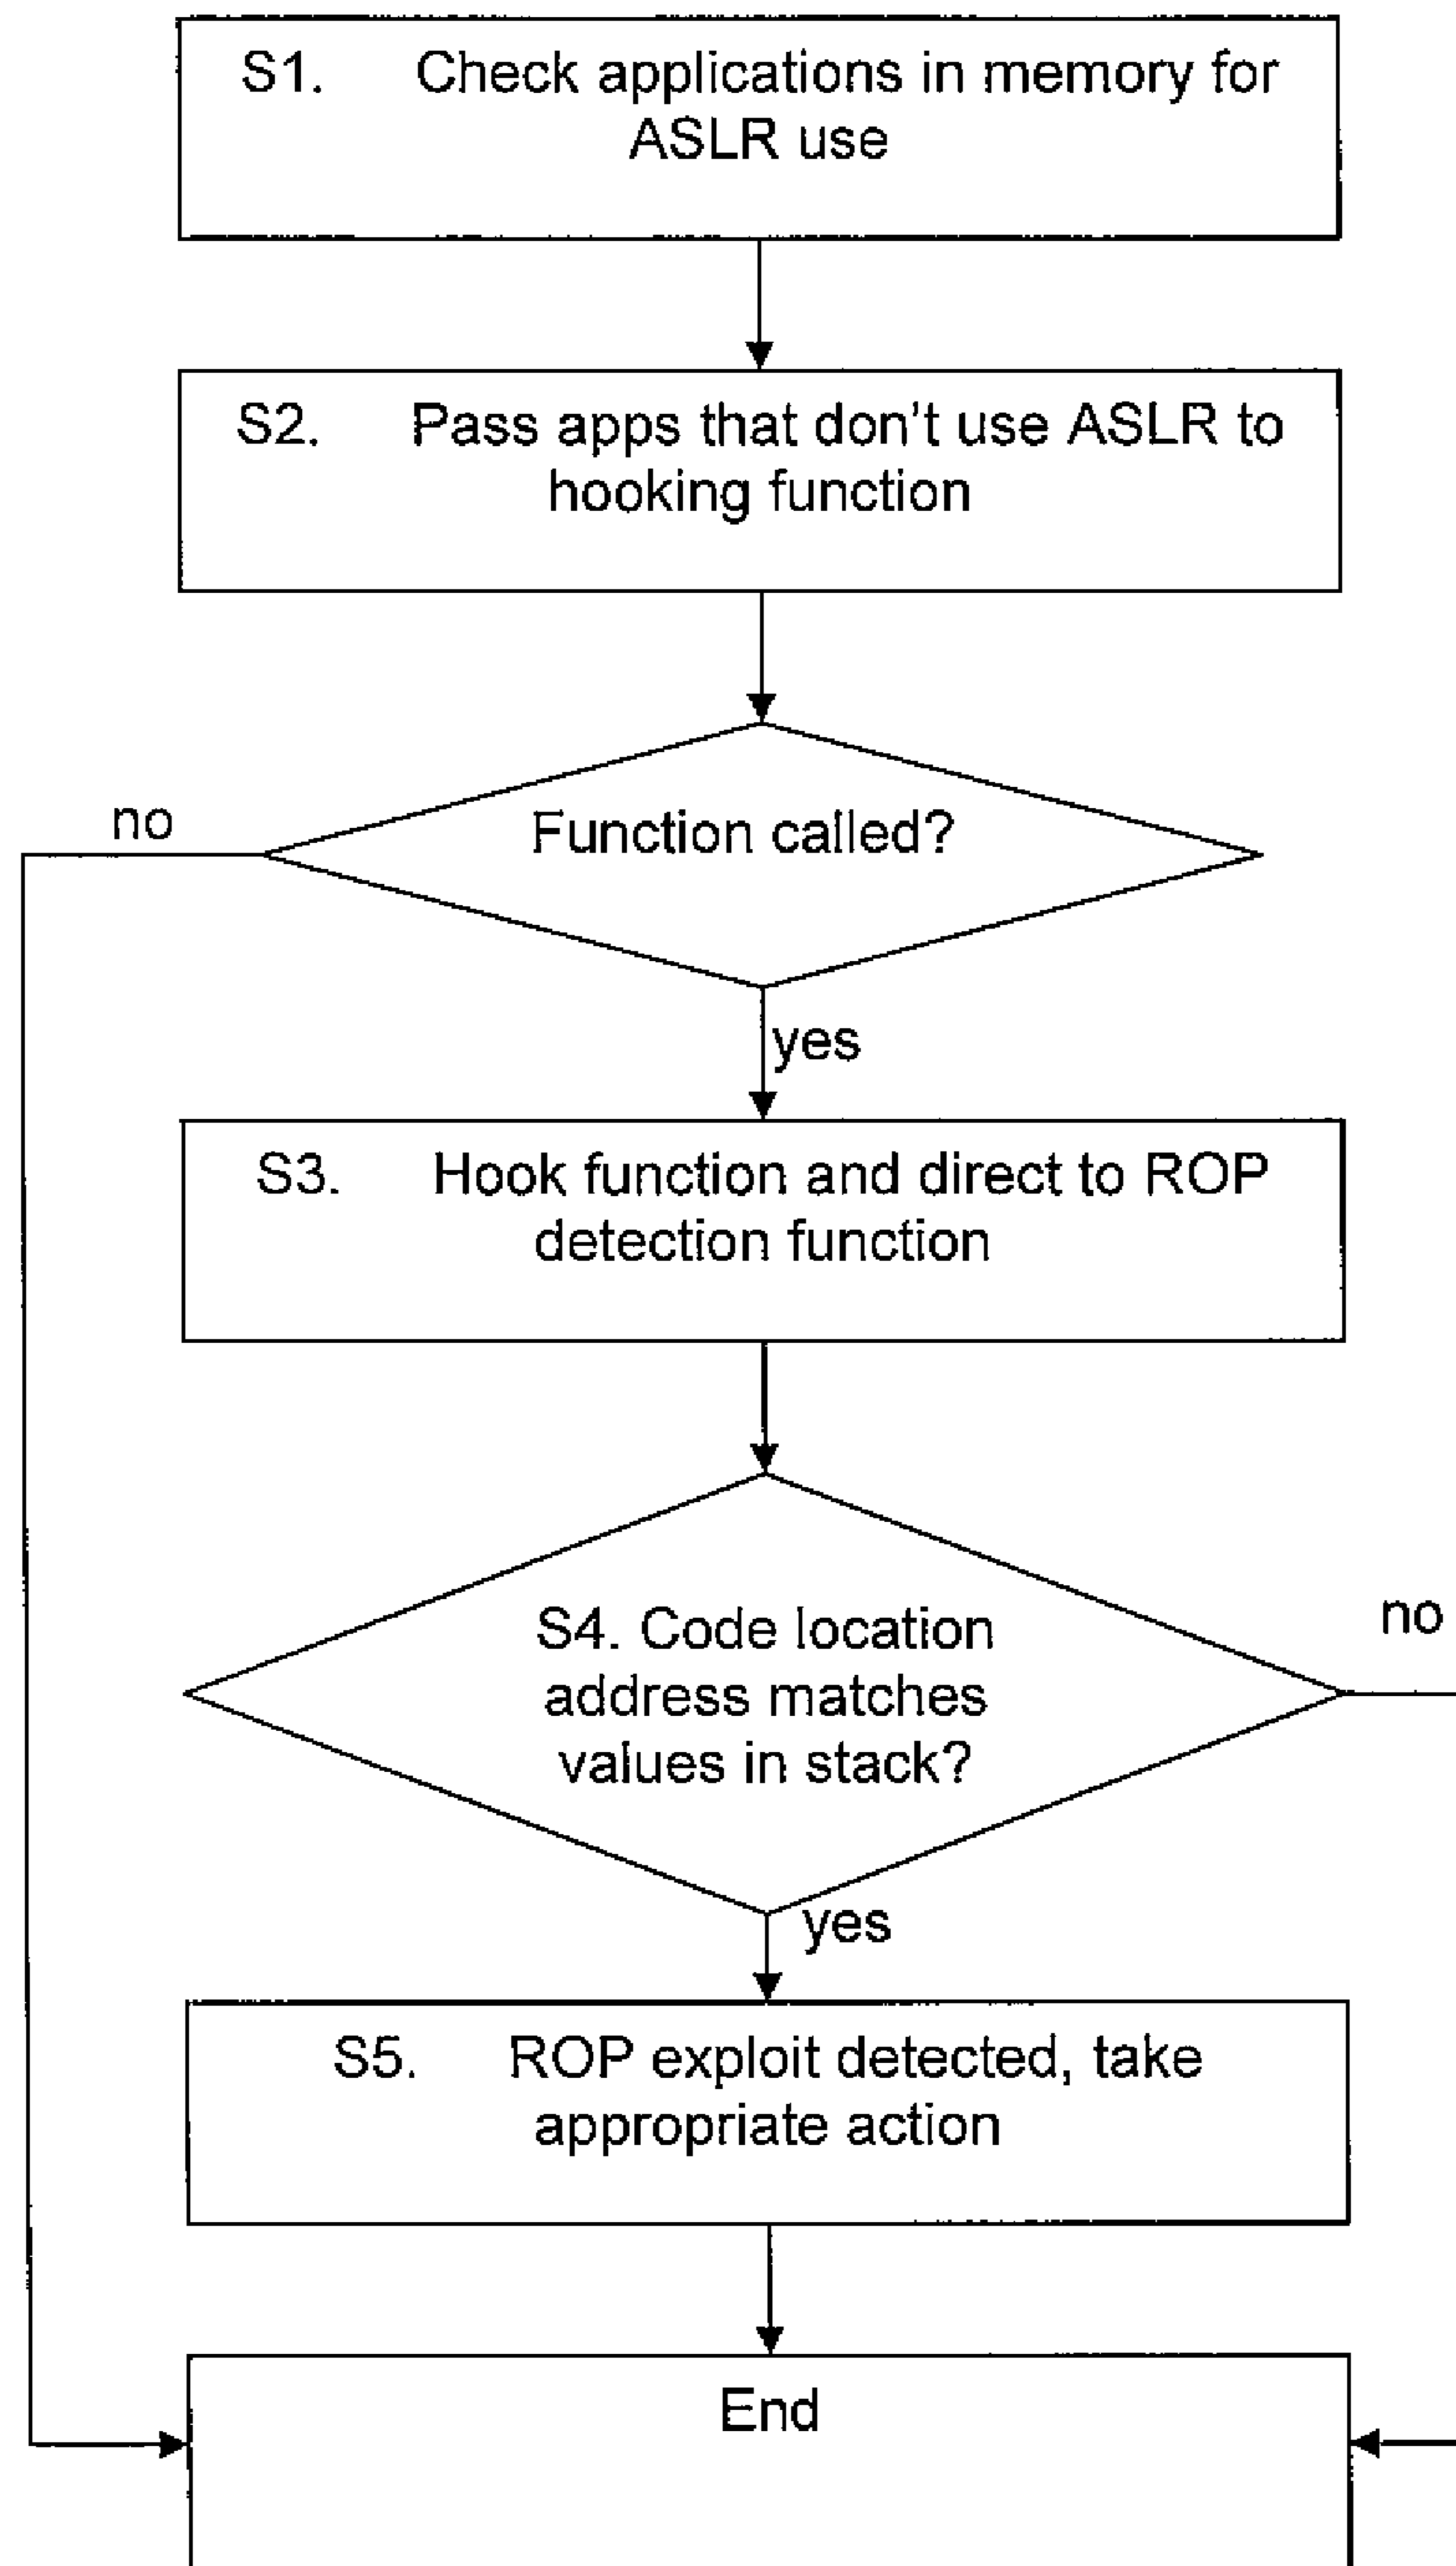 S1. Check applications in memory for
ASLR use
S2. Pass apps that don't use ASLR to
hooking function
no
Function called?
yes
S3. Hook function and direct to ROP
detection function
no
S4. Code location
address matches
values in stack?
yes
S5. ROP exploit detected, take
appropriate action
End